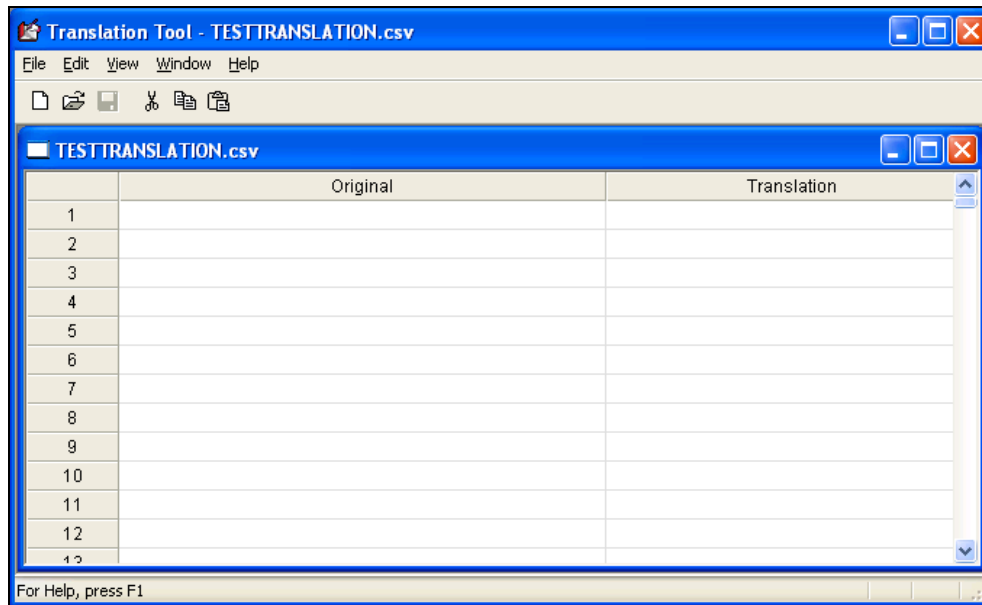 Translation Tool - TESTTRANSLATION.csv
File Edit View Window Help
TESTTRANSLATION.csv
Original Translation
1
2
3
4
5
6
7
8
9
10
11
12
13
For Help, press F1